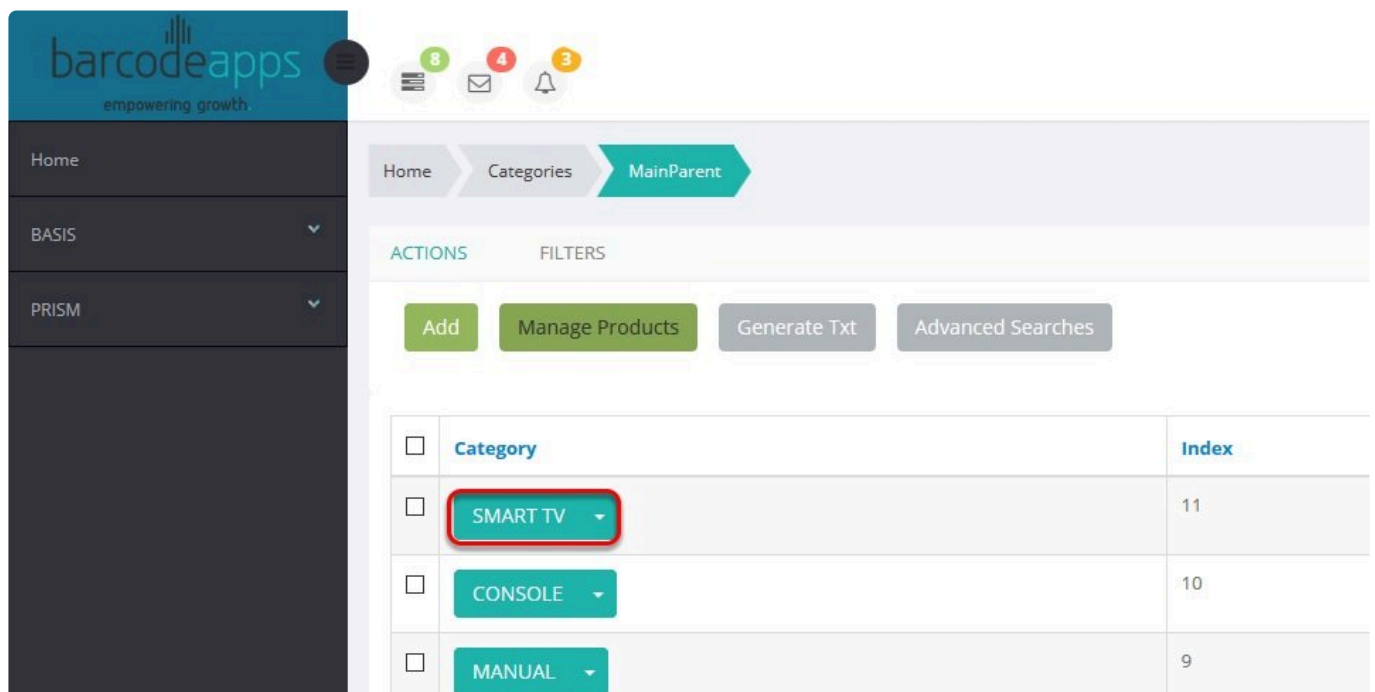 barcodeapps
empowering growth.
8 4 3
Home
BASIS
PRISM
Home Categories MainParent
ACTIONS FILTERS
Add Manage Products Generate Txt Advanced Searches
Category Index
SMART TV 11
CONSOLE 10
MANUAL 9